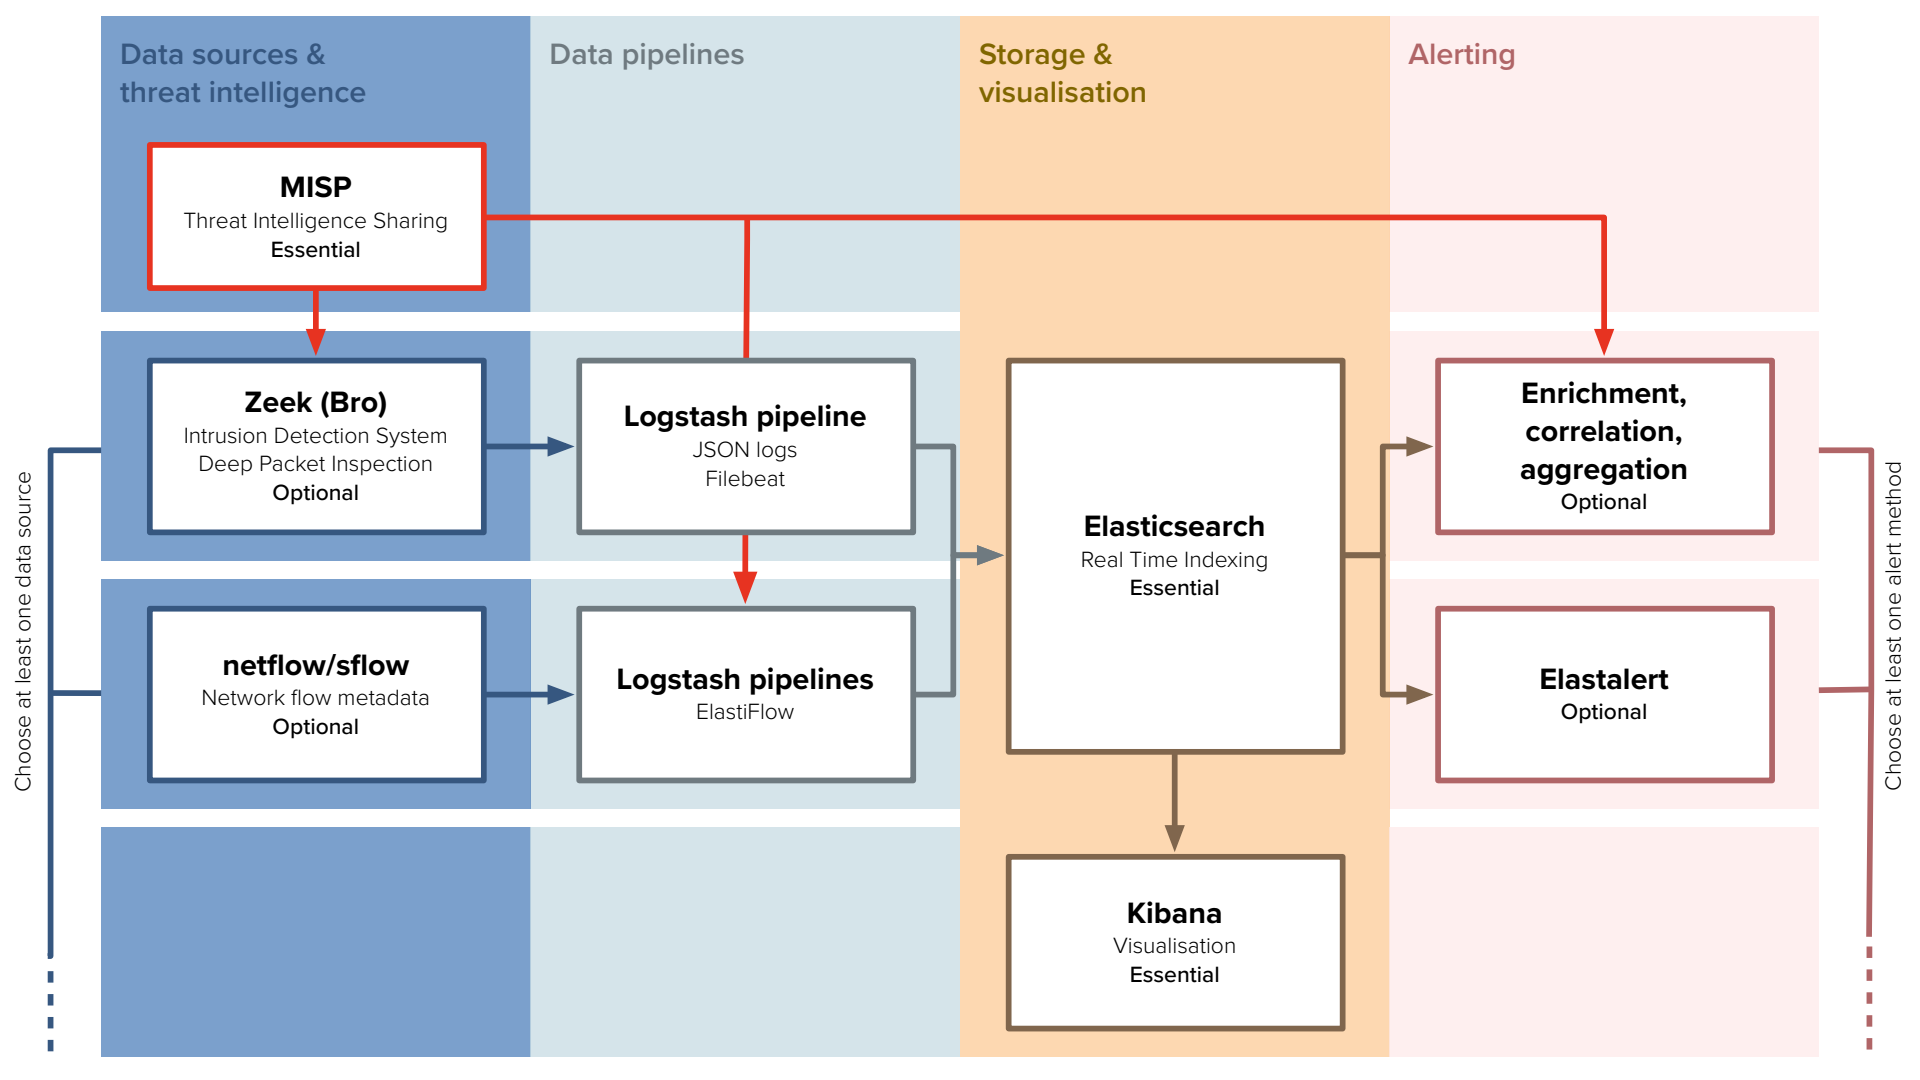 Data sources &
threat intelligence
Data pipelines
Storage &
visualisation
Alerting
MISP
Threat Intelligence Sharing
Essential
Zeek (Bro)
Intrusion Detection System
Deep Packet Inspection
Optional
Logstash pipeline
JSON logs
Filebeat
Elasticsearch
Real Time Indexing
Essential
Enrichment,
correlation,
aggregation
Optional
netflow/sflow
Network flow metadata
Optional
Logstash pipelines
ElastiFlow
Elastalert
Optional
Kibana
Visualisation
Essential
Choose at least one data source
Choose at least one alert method